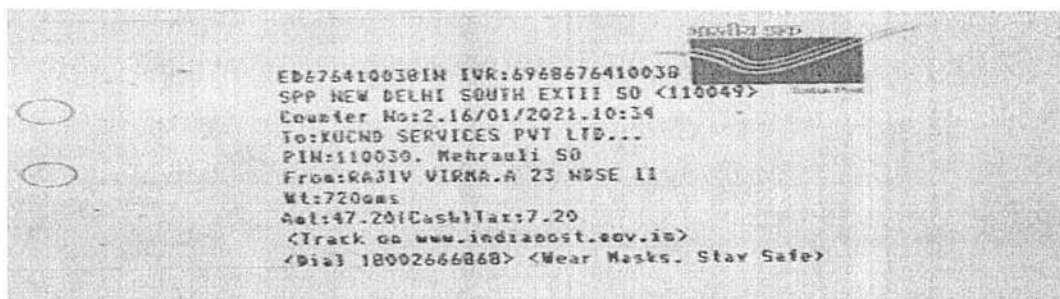 ED676410038IN IVR:6968676410038
SPP NEW DELHI SOUTH EXTII SO <110049>
Counter No:2,16/01/2021,10:34
To:KOCHO SERVICES PVT LTD...
PIN:110030, Mehrauli SO
From:RAJIV VIRMA,A 23 NDSE II
Wt:720gms
Amt:47.20(Cash)Tax:7.20
<Track on www.indiapost.gov.in>
<Dial 18002666868> <Wear Masks, Stay Safe>